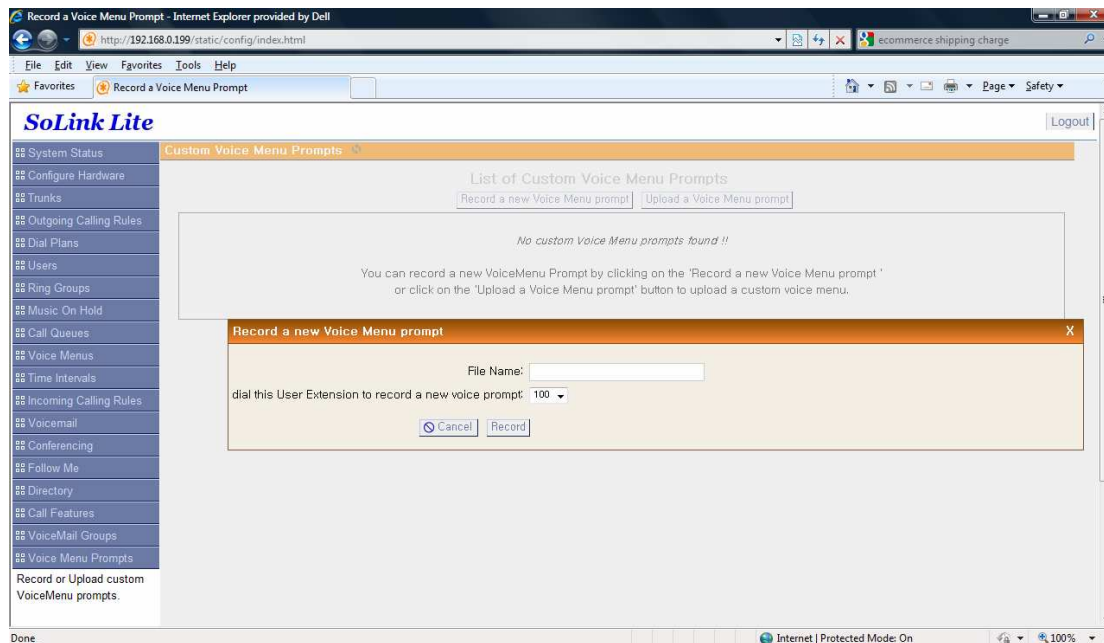 Record a Voice Menu Prompt - Internet Explorer provided by Dell
http://192.168.0.199/static/config/index.html
ecommerce shipping charge
File Edit View Favorites Tools Help
Favorites Record a Voice Menu Prompt Page Safety
SoLink Lite
Logout
System Status
Configure Hardware
Trunks
Outgoing Calling Rules
Dial Plans
Users
Ring Groups
Music On Hold
Call Queues
Voice Menus
Time Intervals
Incoming Calling Rules
Voicemail
Conferencing
Follow Me
Directory
Call Features
VoiceMail Groups
Voice Menu Prompts
Record or Upload custom
VoiceMenu prompts.
Custom Voice Menu Prompts
List of Custom Voice Menu Prompts
Record a new Voice Menu prompt Upload a Voice Menu prompt
No custom Voice Menu prompts found !!
You can record a new VoiceMenu Prompt by clicking on the 'Record a new Voice Menu prompt '
or click on the 'Upload a Voice Menu prompt' button to upload a custom voice menu.
Record a new Voice Menu prompt X
File Name:
dial this User Extension to record a new voice prompt: 100
Cancel Record
Done Internet | Protected Mode: On 100%